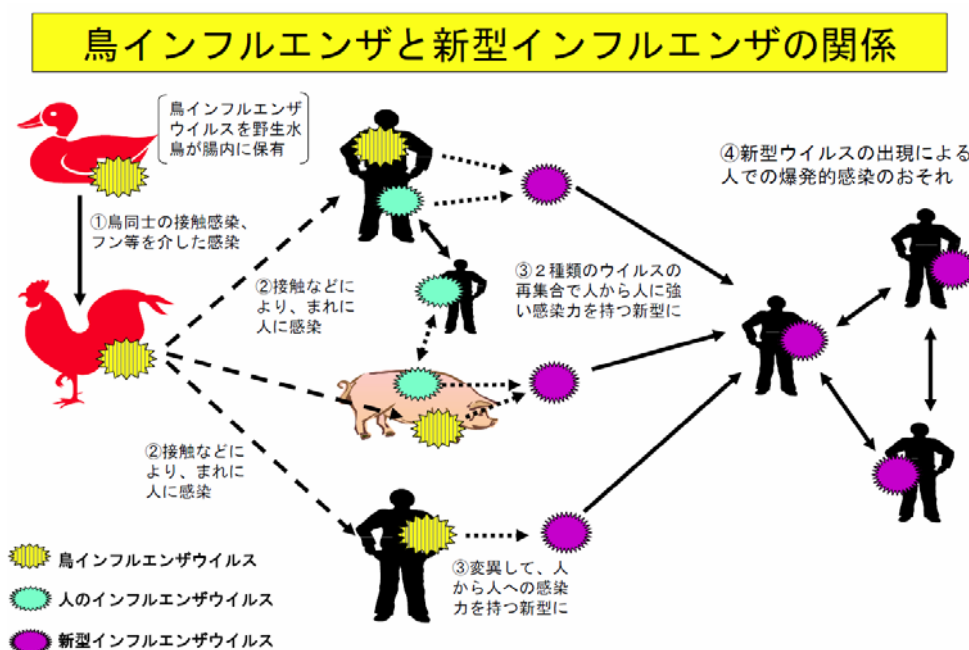 鳥インフルエンザと新型インフルエンザの関係
鳥インフルエンザ
ウイルスを野生水
鳥が腸内に保有
①鳥同士の接触感染、
フン等を介した感染
②接触などに
より、まれに
人に感染
③２種類のウイルスの
再集合で人から人に強
い感染力を持つ新型に
④新型ウイルスの出現による
人での爆発的感染のおそれ
②接触などに
より、まれに
人に感染
③変異して、人
から人への感染
力を持つ新型に
鳥インフルエンザウイルス
人のインフルエンザウイルス
新型インフルエンザウイルス